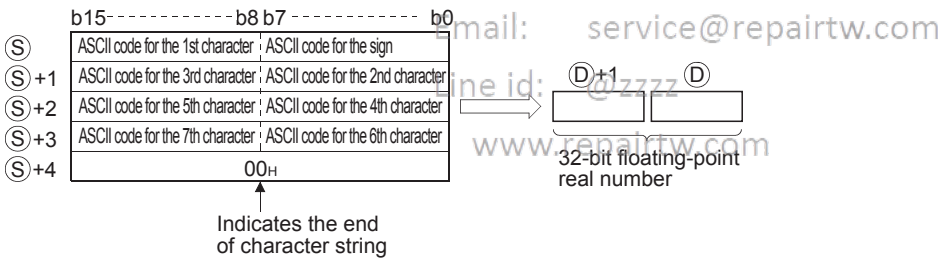 b15 b8 b7 b0
Email: service@repairtw.com
Ⓢ ASCII code for the 1st character ASCII code for the sign
Ⓢ+1 ASCII code for the 3rd character ASCII code for the 2nd character
Line id: @zzzz
Ⓓ+1 Ⓓ
Ⓢ+2 ASCII code for the 5th character ASCII code for the 4th character
Ⓢ+3 ASCII code for the 7th character ASCII code for the 6th character
www.repairtw.com
32-bit floating-point
real number
Ⓢ+4 00H
Indicates the end
of character string